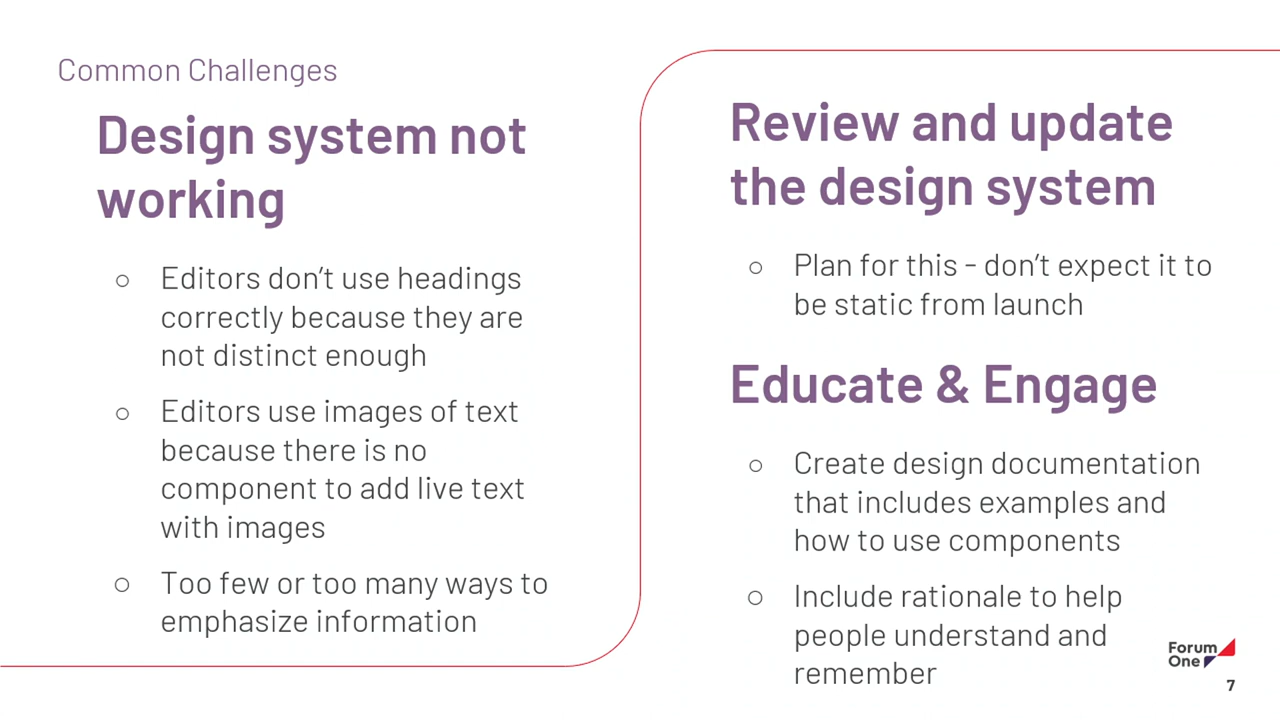 Common Challenges
Design system not
working
○ Editors don’t use headings
correctly because they are
not distinct enough
○ Editors use images of text
because there is no
component to add live text
with images
○ Too few or too many ways to
emphasize information
Review and update
the design system
○ Plan for this - don’t expect it to
be static from launch
Educate & Engage
○ Create design documentation
that includes examples and
how to use components
○ Include rationale to help
people understand and
remember
Forum
One
7